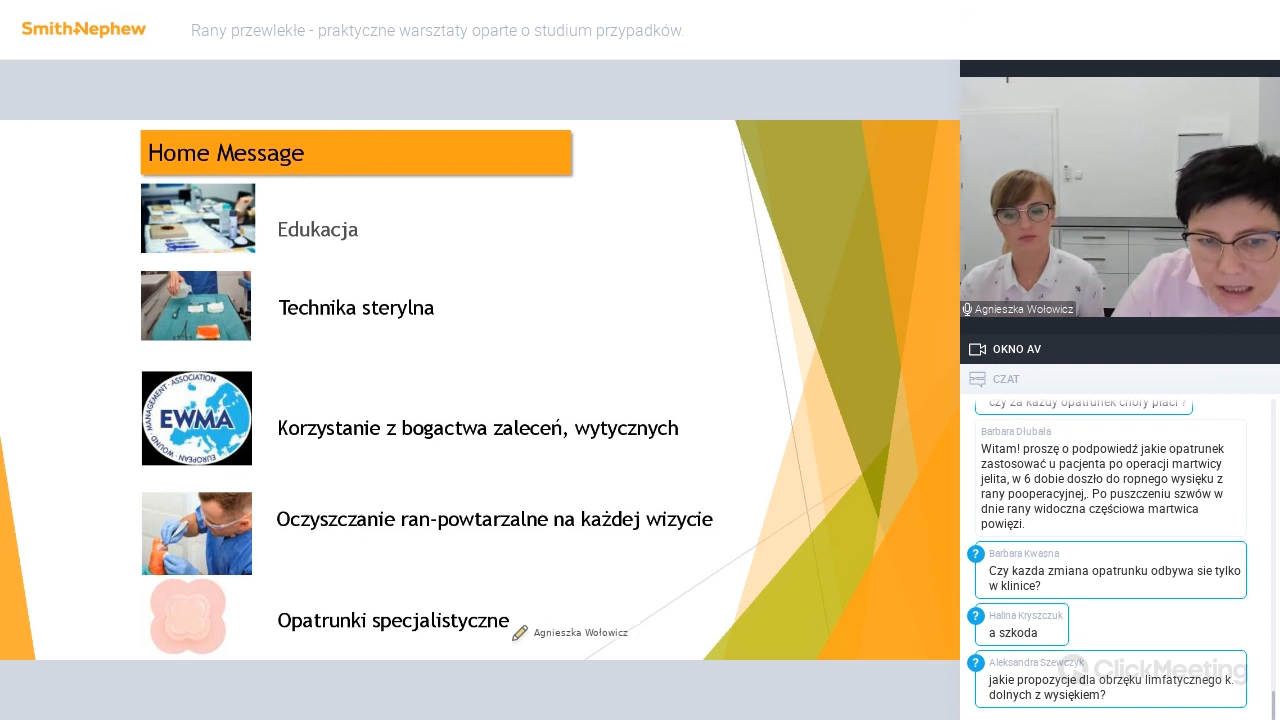 Smith+Nephew
Rany przewlekłe - praktyczne warsztaty oparte o studium przypadków.
Home Message
Edukacja
Technika sterylna
EWMA
EUROPEAN WOUND MANAGEMENT ASSOCIATION
Korzystanie z bogactwa zaleceń, wytycznych
Oczyszczanie ran-powtarzalne na każdej wizycie
Opatrunki specjalistyczne
Agnieszka Wołowicz
Agnieszka Wołowicz
OKNO AV
CZAT
czy za każdy opatrunek chory płaci ?
Barbara Dłubała
Witam! proszę o podpowiedź jakie opatrunek
zastosować u pacjenta po operacji martwicy
jelita, w 6 dobie doszło do ropnego wysięku z
rany pooperacyjnej,. Po puszczeniu szwów w
dnie rany widoczna częściowa martwica
powięzi.
?
Barbara Kwasna
Czy kazda zmiana opatrunku odbywa sie tylko
w klinice?
?
Halina Kryszczuk
a szkoda
?
Aleksandra Szewczyk
jakie propozycje dla obrzęku limfatycznego k.
dolnych z wysiękiem?
ClickMeeting